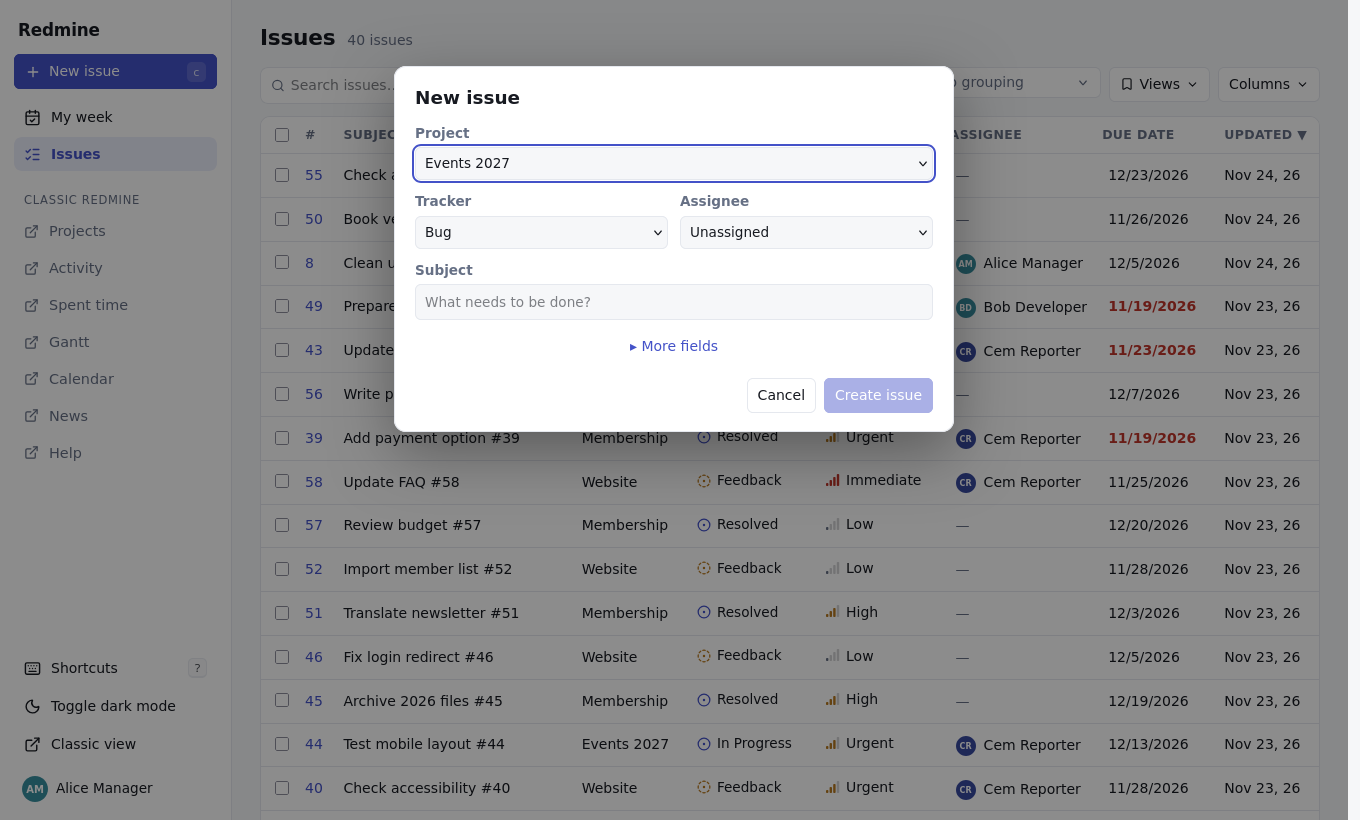 Redmine
New issue c
My week
Issues
CLASSIC REDMINE
Projects
Activity
Spent time
Gantt
Calendar
News
Help
Shortcuts ?
Toggle dark mode
Classic view
AM Alice Manager
Issues 40 issues
Search issues... grouping Views Columns
# ASSIGNEE DUE DATE UPDATED ▼
55 Check — 12/23/2026 Nov 24, 26
50 Book — 11/26/2026 Nov 24, 26
8 Clean AM Alice Manager 12/5/2026 Nov 24, 26
49 Prepare BD Bob Developer 11/19/2026 Nov 23, 26
43 Update CR Cem Reporter 11/23/2026 Nov 23, 26
56 Write — 12/7/2026 Nov 23, 26
39 Add payment option #39 Membership Resolved Urgent CR Cem Reporter 11/19/2026 Nov 23, 26
58 Update FAQ #58 Website Feedback Immediate CR Cem Reporter 11/25/2026 Nov 23, 26
57 Review budget #57 Membership Resolved Low — 12/20/2026 Nov 23, 26
52 Import member list #52 Website Feedback Low — 11/28/2026 Nov 23, 26
51 Translate newsletter #51 Membership Resolved High — 12/3/2026 Nov 23, 26
46 Fix login redirect #46 Website Feedback Low — 12/5/2026 Nov 23, 26
45 Archive 2026 files #45 Membership Resolved High — 12/19/2026 Nov 23, 26
44 Test mobile layout #44 Events 2027 In Progress Urgent CR Cem Reporter 12/13/2026 Nov 23, 26
40 Check accessibility #40 Website Feedback Urgent CR Cem Reporter 11/28/2026 Nov 23, 26
New issue
Project
Events 2027
Tracker Assignee
Bug Unassigned
Subject
What needs to be done?
▸ More fields
Cancel Create issue